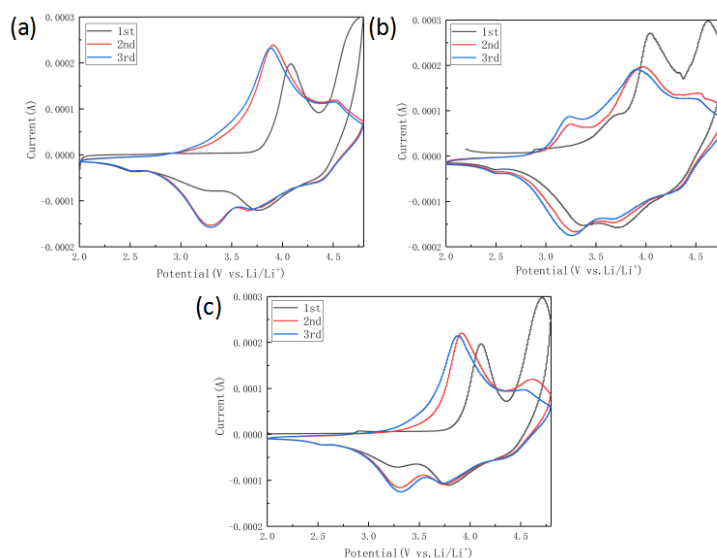 (a)
0.0003
0.0002
0.0001
0.0000
-0.0001
-0.0002
Current(A)
1st
2nd
3rd
2.0 2.5 3.0 3.5 4.0 4.5
Potential(V vs.Li/Li⁺)
(b)
0.0003
0.0002
0.0001
0.0000
-0.0001
-0.0002
Current(A)
1st
2nd
3rd
2.0 2.5 3.0 3.5 4.0 4.5
Potential(V vs.Li/Li⁺)
(c)
0.0003
0.0002
0.0001
0.0000
-0.0001
-0.0002
Current(A)
1st
2nd
3rd
2.0 2.5 3.0 3.5 4.0 4.5
Potential(V vs.Li/Li⁺)